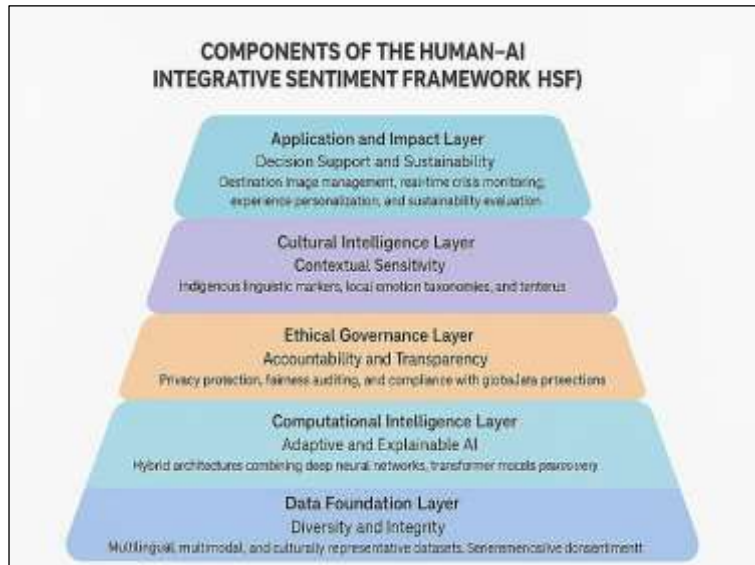 COMPONENTS OF THE HUMAN–AI
INTEGRATIVE SENTIMENT FRAMEWORK HSF)
Application and Impact Layer
Decision Support and Sustainability
Destination image management, real-time crisis monitoring,
experience personalization, and sustainability evaluation
Cultural Intelligence Layer
Contextual Sensitivity
Indigenous linguistic markers, local emotion taxonomies, and
Ethical Governance Layer
Accountability and Transparency
Privacy protection, fairness auditing, and compliance with
Computational Intelligence Layer
Adaptive and Explainable AI
Hybrid architectures combining deep neural networks, transformer
Data Foundation Layer
Diversity and Integrity
Multilingual, multimodal, and culturally representative datasets.